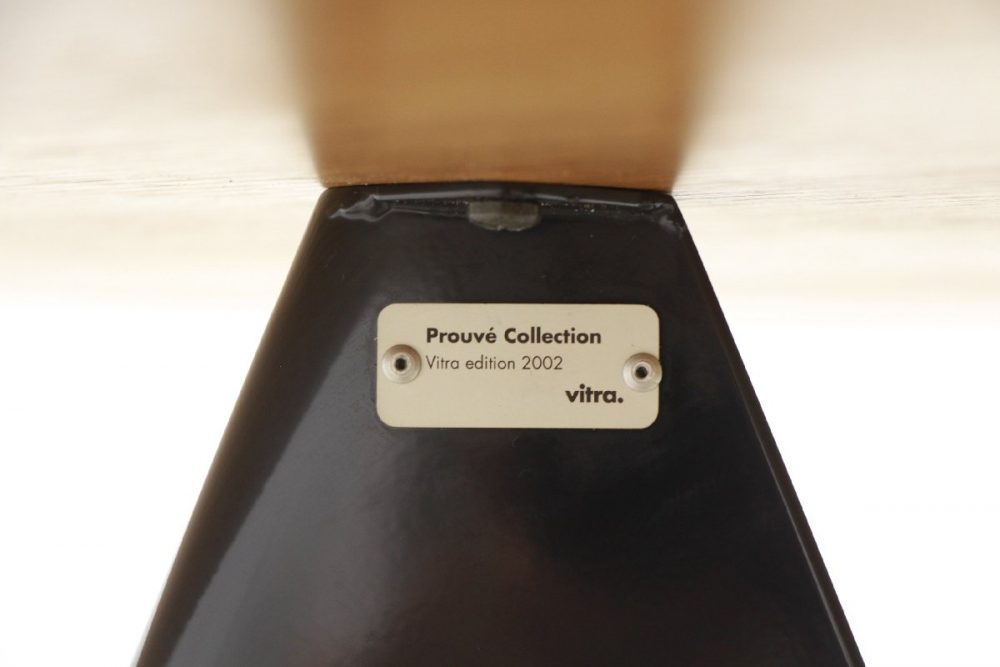 Prouvé Collection
Vitra edition 2002
vitra.